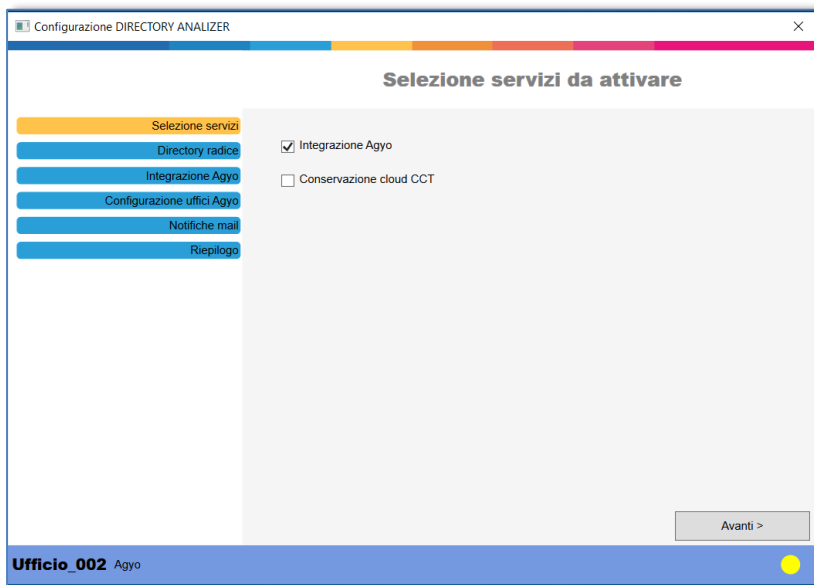 Configurazione DIRECTORY ANALIZER
Selezione servizi da attivare
Selezione servizi
Directory radice
Integrazione Agyo
Configurazione uffici Agyo
Notifiche mail
Riepilogo
Integrazione Agyo
Conservazione cloud CCT
Avanti >
Ufficio_002 Agyo